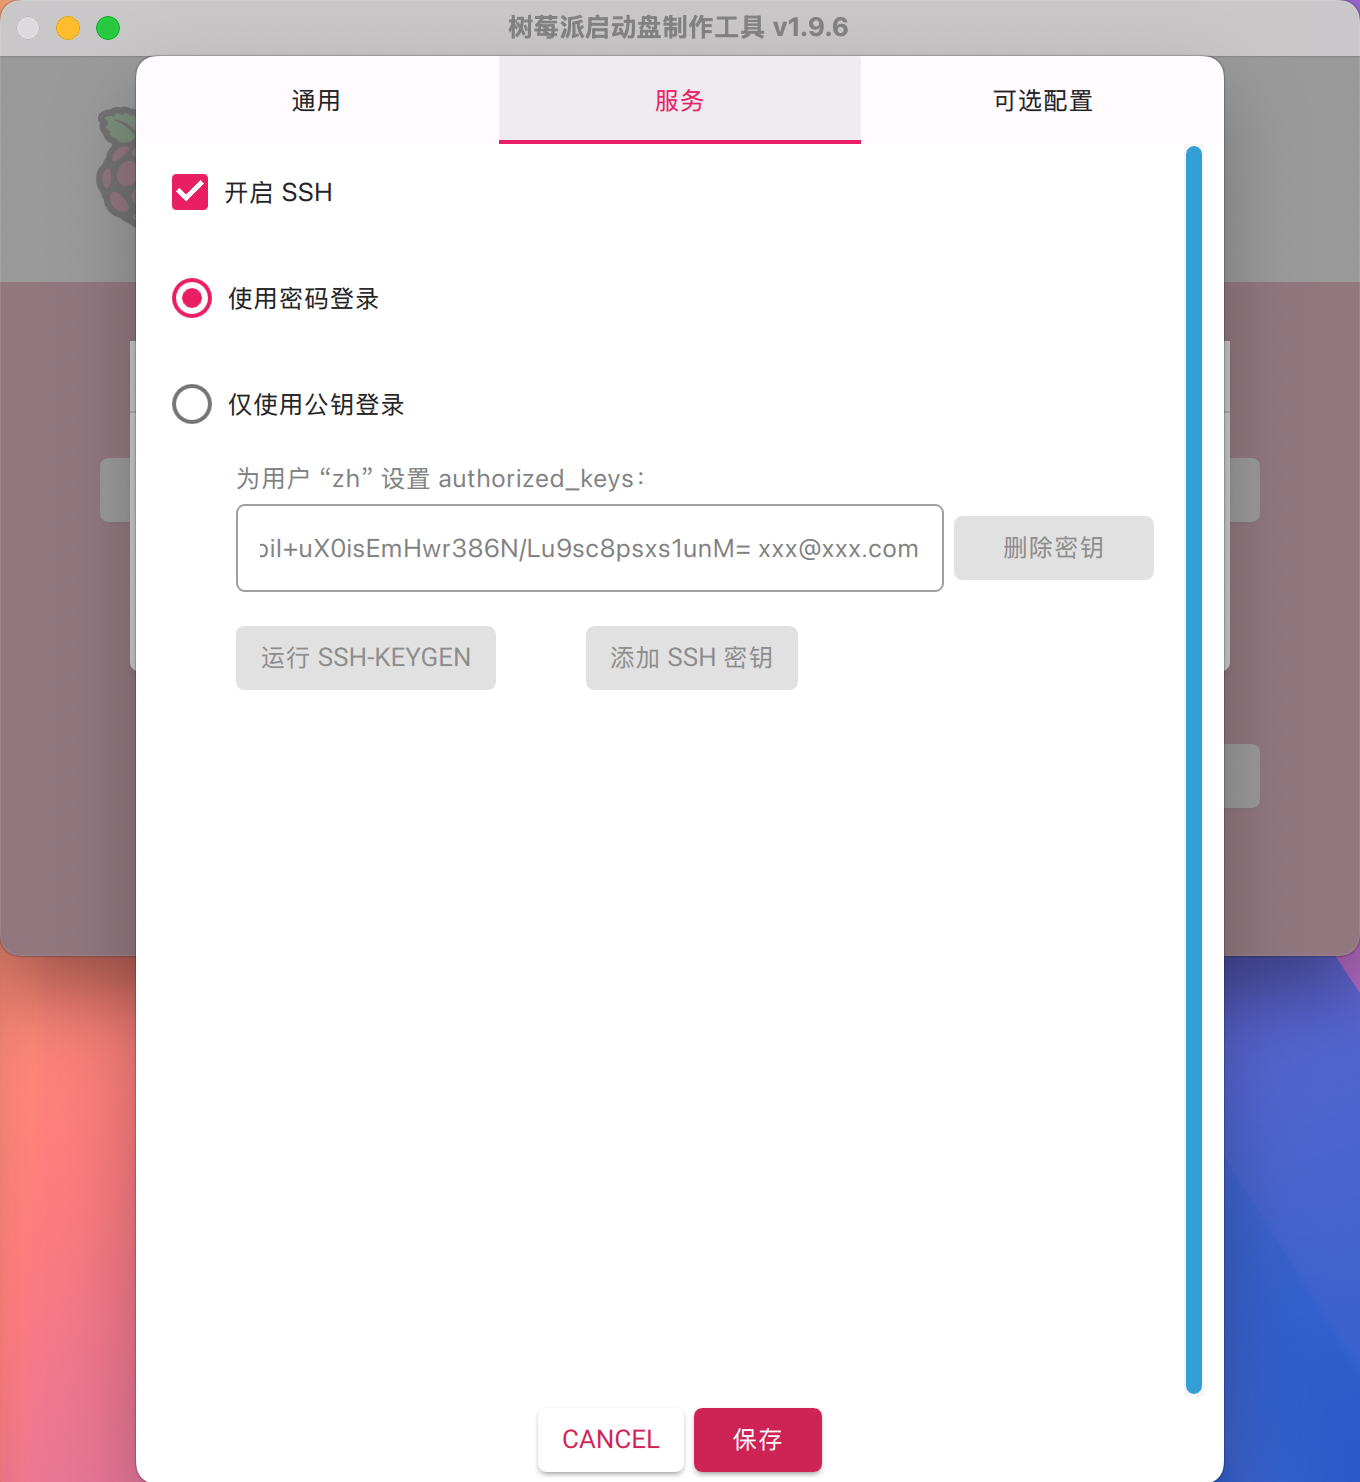 树莓派启动盘制作工具 v1.9.6
通用 服务 可选配置
开启 SSH
使用密码登录
仅使用公钥登录
为用户 “zh” 设置 authorized_keys：
oil+uX0isEmHwr386N/Lu9sc8psxs1unM= xxx@xxx.com 删除密钥
运行 SSH-KEYGEN 添加 SSH 密钥
CANCEL 保存